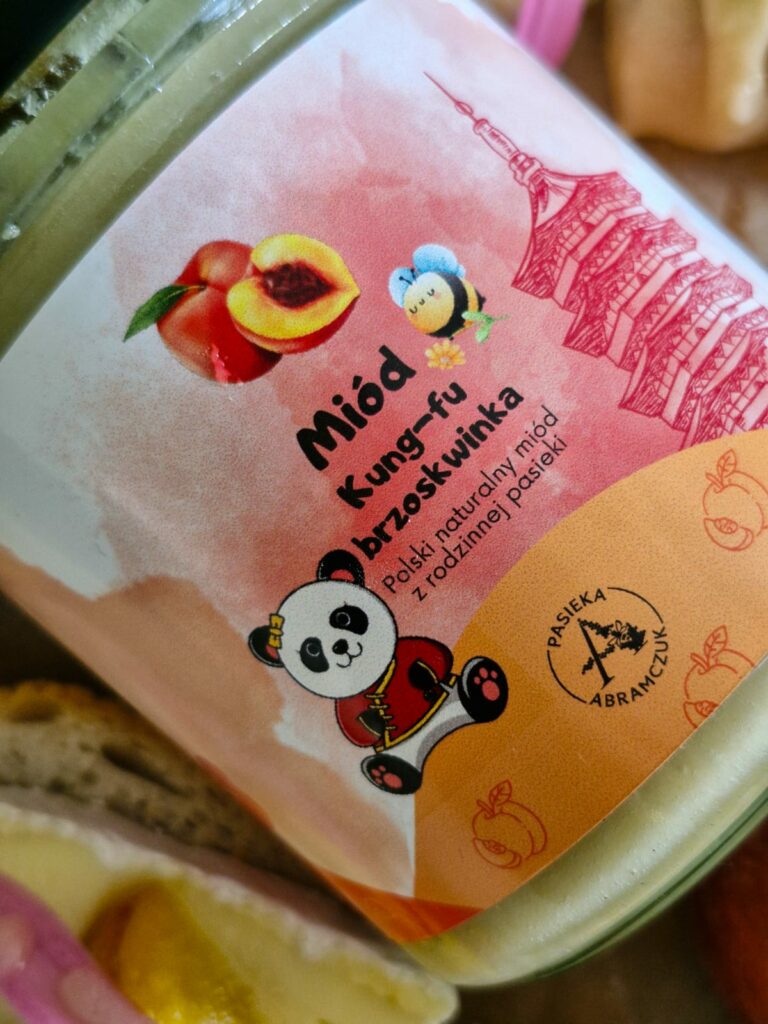 Miód
Kung-fu
brzoskwinka
Polski naturalny miód
z rodzinnej pasieki
PASIEKA
A
ABRAMCZUK